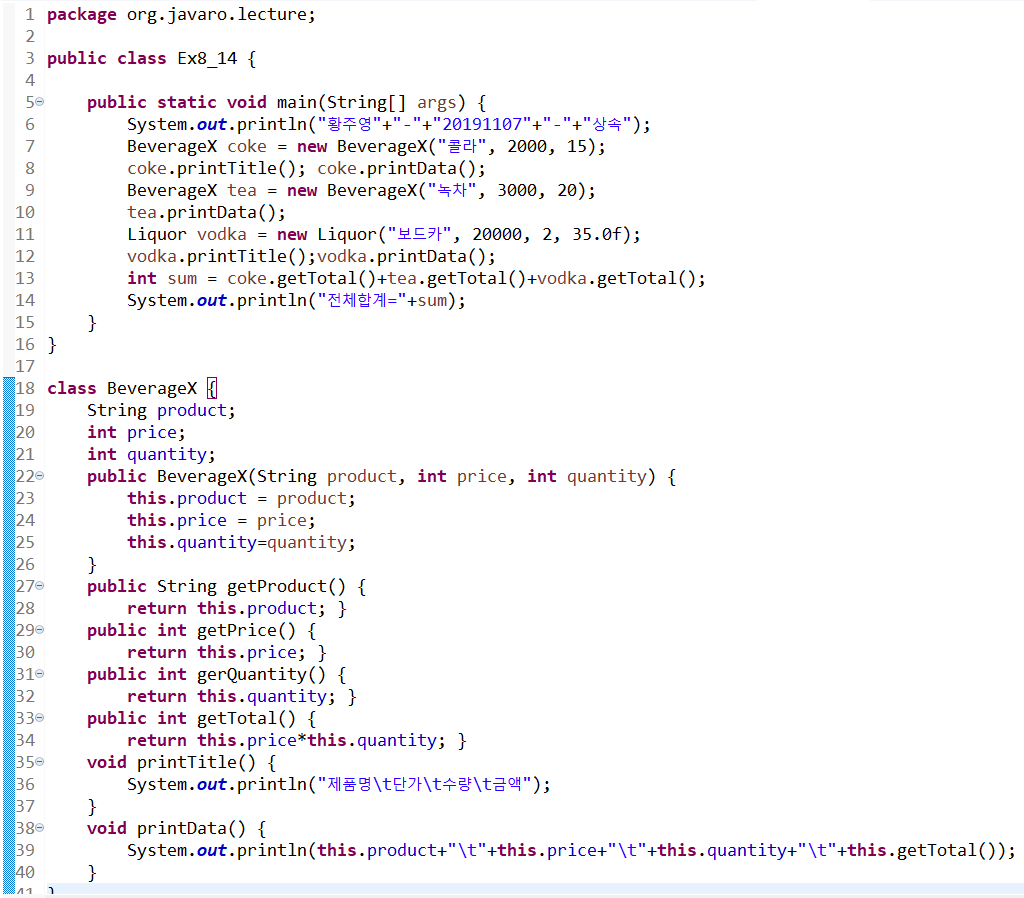 1 package org.javaro.lecture;
2
3 public class Ex8_14 {
4
5 public static void main(String[] args) {
6 System.out.println("황주영"+"-"+"20191107"+"-"+"상속");
7 BeverageX coke = new BeverageX("콜라", 2000, 15);
8 coke.printTitle(); coke.printData();
9 BeverageX tea = new BeverageX("녹차", 3000, 20);
10 tea.printData();
11 Liquor vodka = new Liquor("보드카", 20000, 2, 35.0f);
12 vodka.printTitle();vodka.printData();
13 int sum = coke.getTotal()+tea.getTotal()+vodka.getTotal();
14 System.out.println("전체합계="+sum);
15 }
16 }
17
18 class BeverageX {
19 String product;
20 int price;
21 int quantity;
22 public BeverageX(String product, int price, int quantity) {
23 this.product = product;
24 this.price = price;
25 this.quantity=quantity;
26 }
27 public String getProduct() {
28 return this.product; }
29 public int getPrice() {
30 return this.price; }
31 public int gerQuantity() {
32 return this.quantity; }
33 public int getTotal() {
34 return this.price*this.quantity; }
35 void printTitle() {
36 System.out.println("제품명\t단가\t수량\t금액");
37 }
38 void printData() {
39 System.out.println(this.product+"\t"+this.price+"\t"+this.quantity+"\t"+this.getTotal());
40 }
41 }